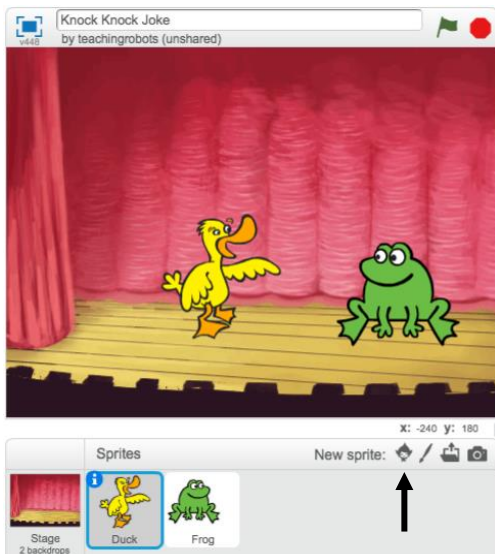 Knock Knock Joke
v448
by teachingrobots (unshared)
x: -240 y: 180
Sprites
New sprite:
Stage
2 backdrops
Duck
Frog